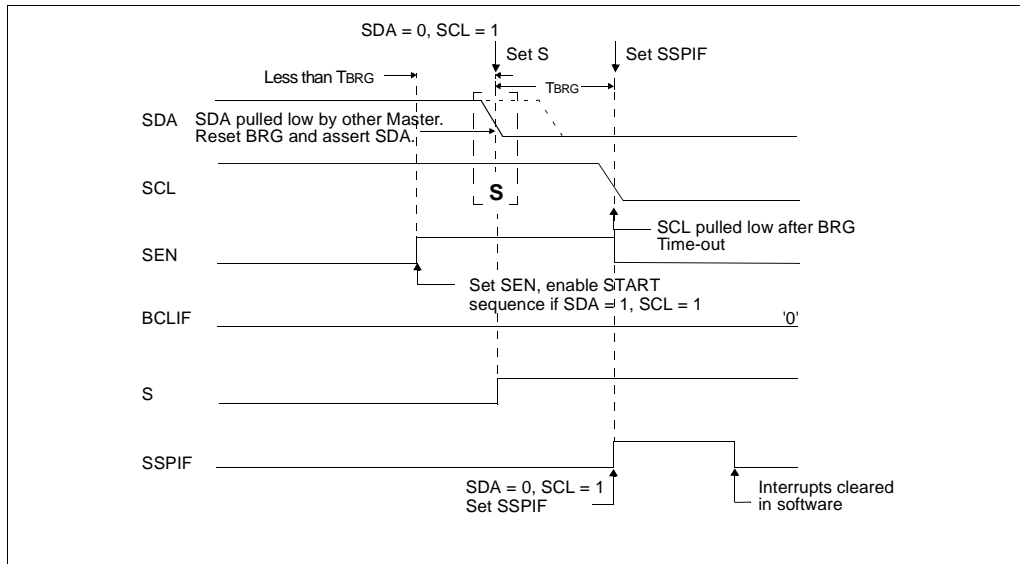 SDA = 0, SCL = 1
Set S
Set SSPIF
Less than TBRG
TBRG
SDA
SDA pulled low by other Master.
Reset BRG and assert SDA.
SCL
S
SCL pulled low after BRG
Time-out
SEN
Set SEN, enable START
sequence if SDA = 1, SCL = 1
BCLIF
'0'
S
SSPIF
SDA = 0, SCL = 1
Set SSPIF
Interrupts cleared
in software